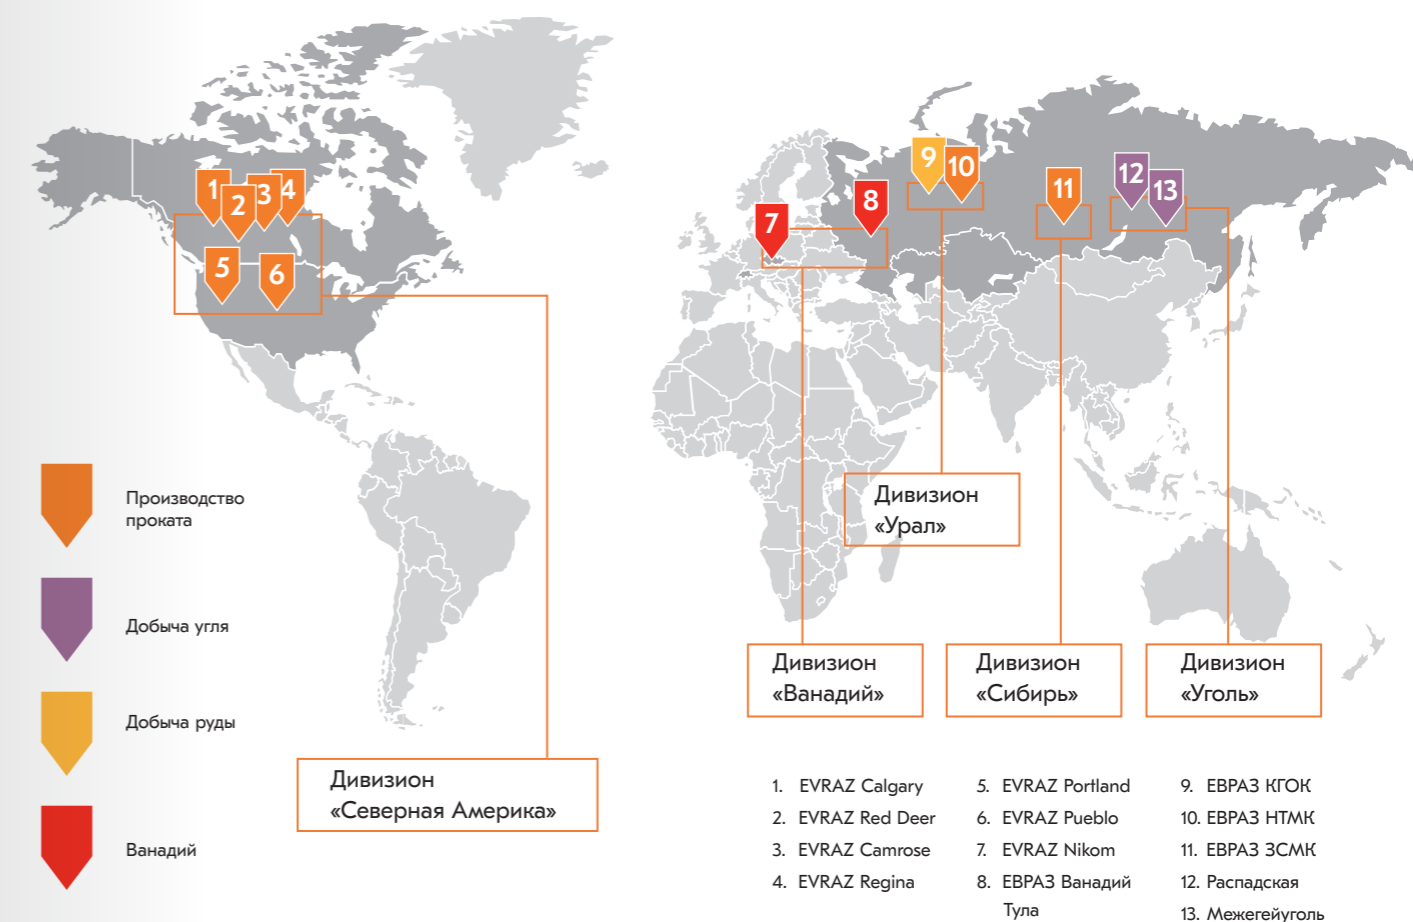 1
2
3
4
5
6
7
8
9
10
11
12
13
Производство
проката
Добыча угля
Добыча руды
Ванадий
Дивизион
«Северная Америка»
Дивизион
«Урал»
Дивизион
«Ванадий»
Дивизион
«Сибирь»
Дивизион
«Уголь»
1. EVRAZ Calgary
2. EVRAZ Red Deer
3. EVRAZ Camrose
4. EVRAZ Regina
5. EVRAZ Portland
6. EVRAZ Pueblo
7. EVRAZ Nikom
8. ЕВРАЗ Ванадий
Тула
9. ЕВРАЗ КГОК
10. ЕВРАЗ НТМК
11. ЕВРАЗ ЗСМК
12. Распадская
13. Межегейуголь